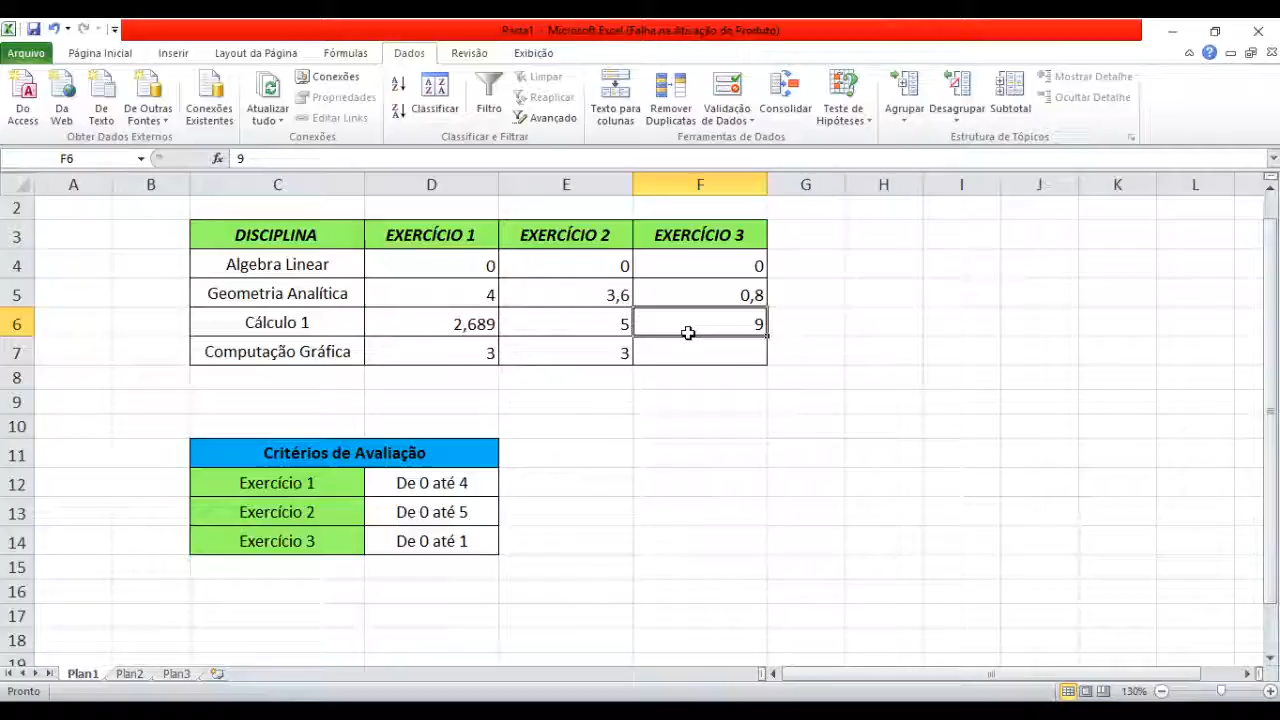 Pasta1 - Microsoft Excel (Falha na Ativação do Produto)
Arquivo Página Inicial Inserir Layout da Página Fórmulas Dados Revisão Exibição
Do Access
Da Web
De Texto
De Outras Fontes
Conexões Existentes
Obter Dados Externos
Atualizar tudo
Conexões
Propriedades
Editar Links
Conexões
Classificar
Filtro
Limpar
Reaplicar
Avançado
Classificar e Filtrar
Texto para colunas
Remover Duplicatas
Validação de Dados
Consolidar
Teste de Hipóteses
Ferramentas de Dados
Agrupar
Desagrupar
Subtotal
Mostrar Detalhe
Ocultar Detalhe
Estrutura de Tópicos
F6 fx 9
A B C D E F G H I J K L
2
3 DISCIPLINA EXERCÍCIO 1 EXERCÍCIO 2 EXERCÍCIO 3
4 Algebra Linear 0 0 0
5 Geometria Analítica 4 3,6 0,8
6 Cálculo 1 2,689 5 9
7 Computação Gráfica 3 3
8
9
10
11 Critérios de Avaliação
12 Exercício 1 De 0 até 4
13 Exercício 2 De 0 até 5
14 Exercício 3 De 0 até 1
15
16
17
18
19
Plan1 Plan2 Plan3
Pronto 130%